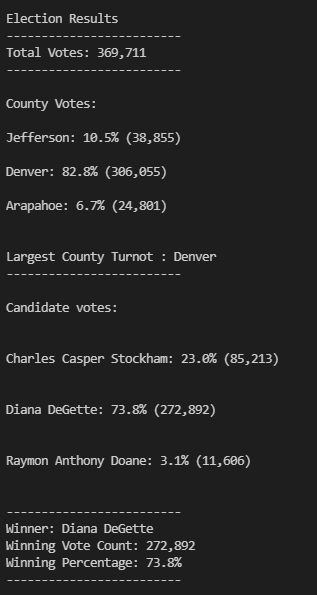 Election Results
-------------------------
Total Votes: 369,711
-------------------------
County Votes:
Jefferson: 10.5% (38,855)
Denver: 82.8% (306,055)
Arapahoe: 6.7% (24,801)
Largest County Turnot : Denver
-------------------------
Candidate votes:
Charles Casper Stockham: 23.0% (85,213)
Diana DeGette: 73.8% (272,892)
Raymon Anthony Doane: 3.1% (11,606)
-------------------------
Winner: Diana DeGette
Winning Vote Count: 272,892
Winning Percentage: 73.8%
-------------------------